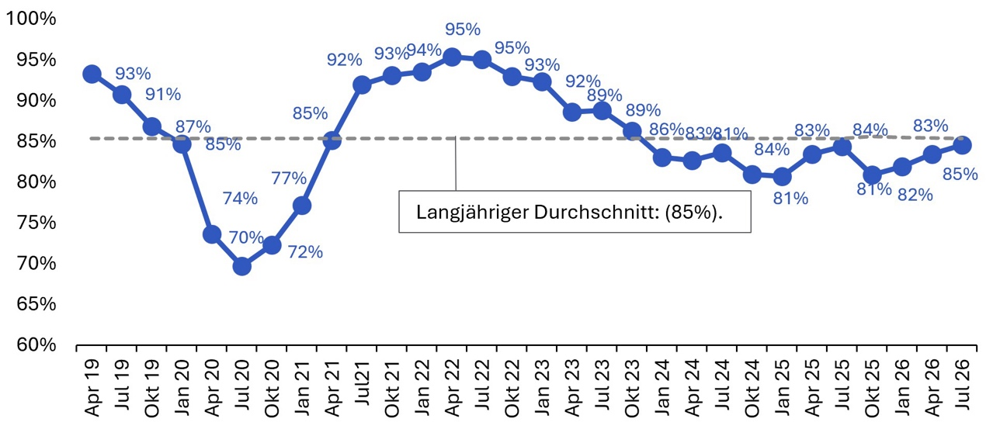 100%
95%
90%
85%
80%
75%
70%
65%
60%
93%
91%
87%
85%
74%
70%
72%
77%
85%
92%
93%
94%
95%
95%
93%
92%
89%
89%
86%
83%
81%
84%
81%
83%
84%
81%
82%
83%
85%
Langjähriger Durchschnitt: (85%).
Apr 19
Jul 19
Okt 19
Jan 20
Apr 20
Jul 20
Okt 20
Jan 21
Apr 21
Jul21
Okt 21
Jan 22
Apr 22
Jul 22
Okt 22
Jan 23
Apr 23
Jul 23
Okt 23
Jan 24
Apr 24
Jul 24
Okt 24
Jan 25
Apr 25
Jul 25
Okt 25
Jan 26
Apr 26
Jul 26